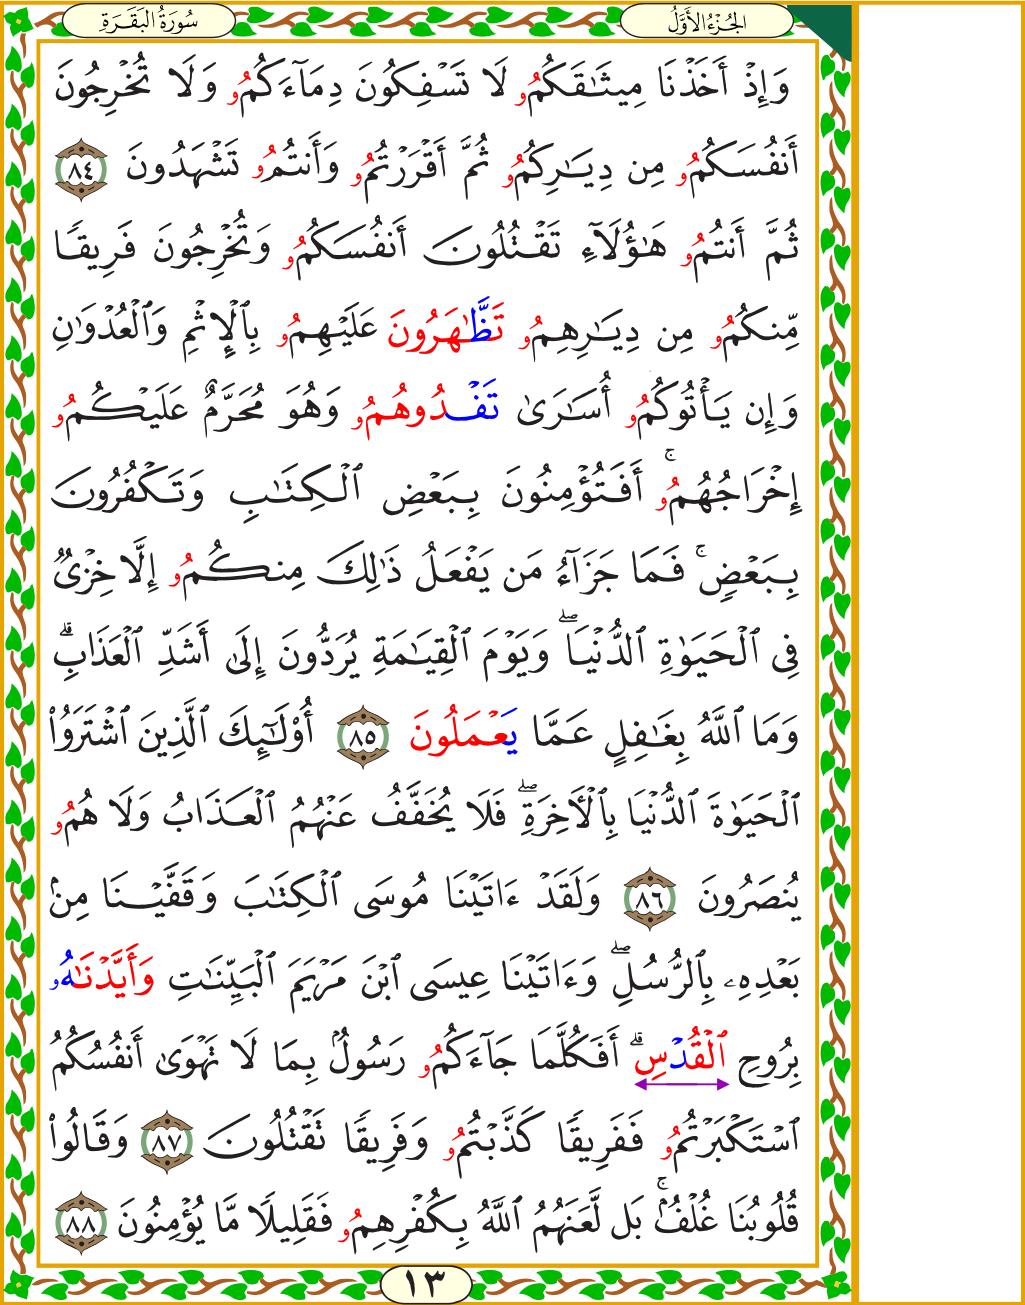 الجُزْءُ الأَوَّلُ
سُورَةُ البَقَرَةِ
وَإِذْ أَخَذْنَا مِيثَٰقَكُمُۥ لَا تَسْفِكُونَ دِمَآءَكُمُۥ وَلَا تُخْرِجُونَ
أَنفُسَكُمُۥ مِن دِيَٰرِكُمُۥ ثُمَّ أَقْرَرْتُمُۥ وَأَنتُمُۥ تَشْهَدُونَ ٨٤
ثُمَّ أَنتُمُۥ هَٰؤُلَآءِ تَقْتُلُونَ أَنفُسَكُمُۥ وَتُخْرِجُونَ فَرِيقًا
مِّنكُمُۥ مِن دِيَٰرِهِمُۥ تَظَّٰهَرُونَ عَلَيْهِمُۥ بِٱلْإِثْمِ وَٱلْعُدْوَٰنِ
وَإِن يَأْتُوكُمُۥ أُسَٰرَىٰ تَفْدُوهُمُۥ وَهُوَ مُحَرَّمٌ عَلَيْكُمُۥ
إِخْرَاجُهُمُۥۚ أَفَتُؤْمِنُونَ بِبَعْضِ ٱلْكِتَٰبِ وَتَكْفُرُونَ
بِبَعْضٍۚ فَمَا جَزَآءُ مَن يَفْعَلُ ذَٰلِكَ مِنكُمُۥ إِلَّا خِزْيٌ
فِى ٱلْحَيَوٰةِ ٱلدُّنْيَاۖ وَيَوْمَ ٱلْقِيَٰمَةِ يُرَدُّونَ إِلَىٰ أَشَدِّ ٱلْعَذَابِۗ
وَمَا ٱللَّهُ بِغَٰفِلٍ عَمَّا يَعْمَلُونَ ٨٥ أُوْلَٰٓئِكَ ٱلَّذِينَ ٱشْتَرَوُاْ
ٱلْحَيَوٰةَ ٱلدُّنْيَا بِٱلْأٓخِرَةِۖ فَلَا يُخَفَّفُ عَنْهُمُ ٱلْعَذَابُ وَلَا هُمُۥ
يُنصَرُونَ ٨٦ وَلَقَدْ ءَاتَيْنَا مُوسَى ٱلْكِتَٰبَ وَقَفَّيْنَا مِنۢ
بَعْدِهِۦ بِٱلرُّسُلِۖ وَءَاتَيْنَا عِيسَى ٱبْنَ مَرْيَمَ ٱلْبَيِّنَٰتِ وَأَيَّدْنَٰهُۥ
بِرُوحِ ٱلْقُدْسِۗ أَفَكُلَّمَا جَآءَكُمُۥ رَسُولٌۢ بِمَا لَا تَهْوَىٰٓ أَنفُسُكُمُ
ٱسْتَكْبَرْتُمُۥ فَفَرِيقًا كَذَّبْتُمُۥ وَفَرِيقًا تَقْتُلُونَ ٨٧ وَقَالُواْ
قُلُوبُنَا غُلْفٌۢۚ بَل لَّعَنَهُمُ ٱللَّهُ بِكُفْرِهِمُۥ فَقَلِيلًا مَّا يُؤْمِنُونَ ٨٨
١٣